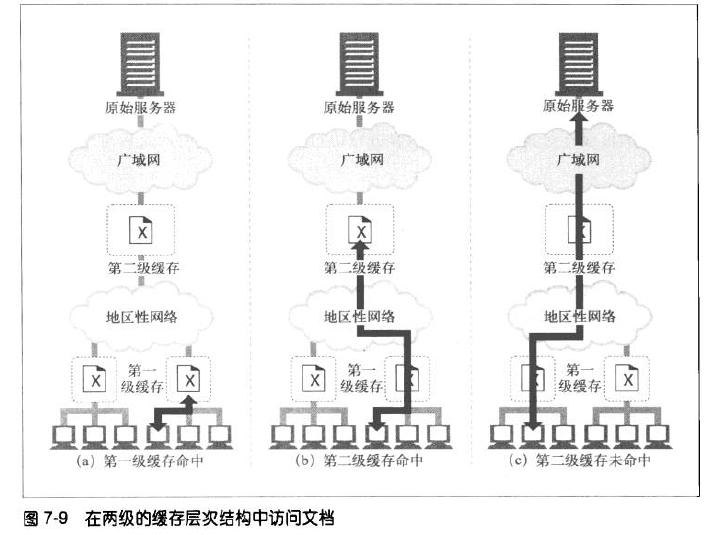 原始服务器
广域网
X
第二级缓存
地区性网络
X
第一
级缓存
X
(a) 第一级缓存命中
原始服务器
广域网
X
第二级缓存
地区性网络
X
第一
级缓存
X
(b) 第二级缓存命中
原始服务器
广域网
X
第二级缓存
地区性网络
X
第一
级缓存
X
(c) 第二级缓存未命中
图 7-9 在两级的缓存层次结构中访问文档